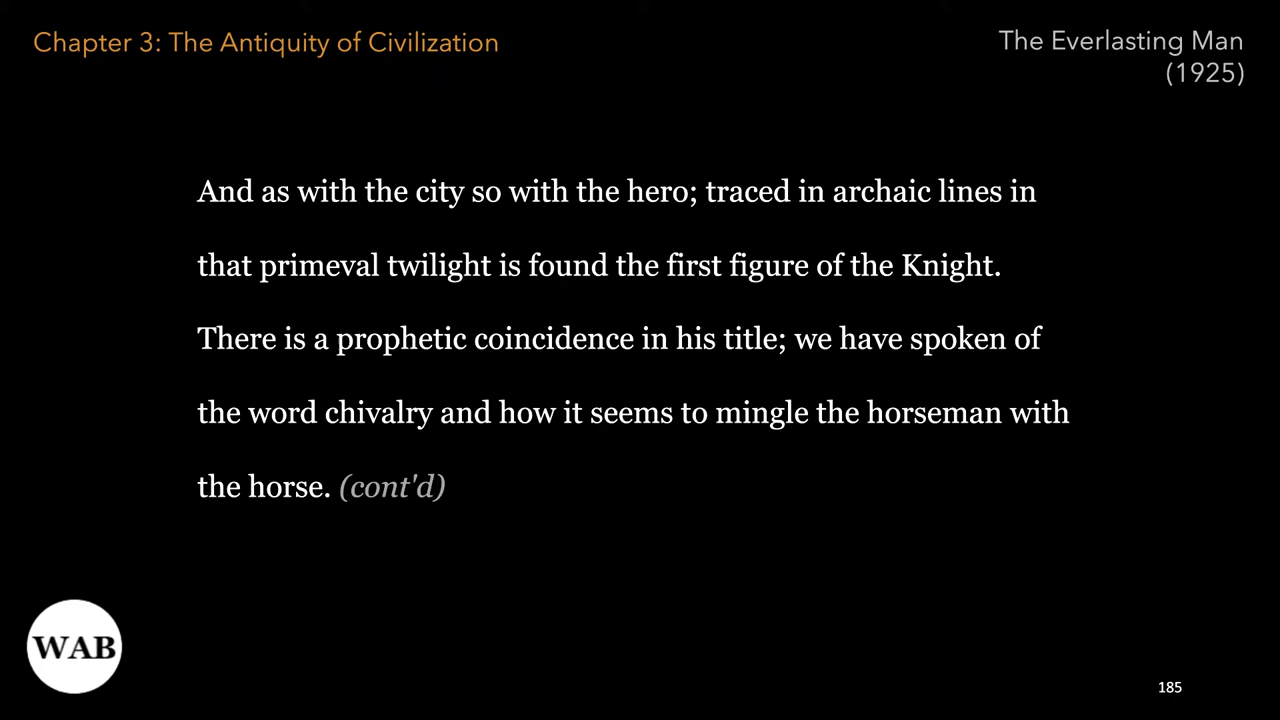 Chapter 3: The Antiquity of Civilization
The Everlasting Man
(1925)
And as with the city so with the hero; traced in archaic lines in
that primeval twilight is found the first figure of the Knight.
There is a prophetic coincidence in his title; we have spoken of
the word chivalry and how it seems to mingle the horseman with
the horse. (cont'd)
WAB
185